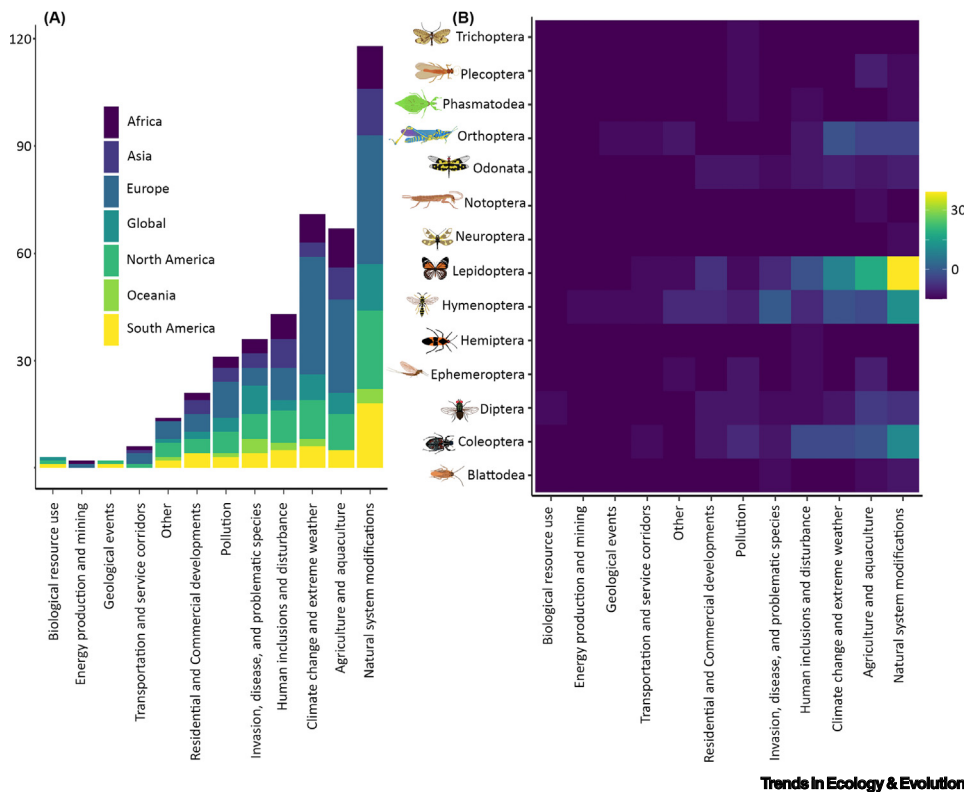 (A)
120
90
60
30
Africa
Asia
Europe
Global
North America
Oceania
South America
Biological resource use
Energy production and mining
Geological events
Transportation and service corridors
Other
Residential and Commercial developments
Pollution
Invasion, disease, and problematic species
Human inclusions and disturbance
Climate change and extreme weather
Agriculture and aquaculture
Natural system modifications
(B)
Trichoptera
Plecoptera
Phasmatodea
Orthoptera
Odonata
Notoptera
Neuroptera
Lepidoptera
Hymenoptera
Hemiptera
Ephemeroptera
Diptera
Coleoptera
Blattodea
30
0
Biological resource use
Energy production and mining
Geological events
Transportation and service corridors
Other
Residential and Commercial developments
Pollution
Invasion, disease, and problematic species
Human inclusions and disturbance
Climate change and extreme weather
Agriculture and aquaculture
Natural system modifications
Trends in Ecology & Evolution